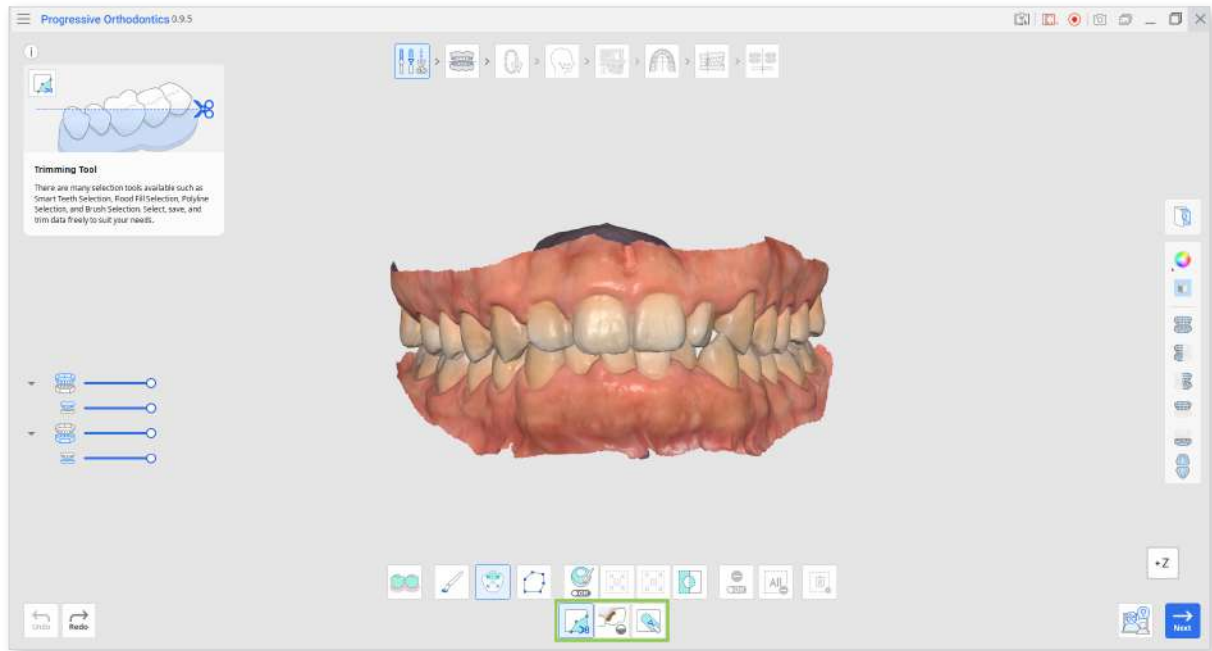 Progressive Orthodontics 0.9.5
Trimming Tool
There are many selection tools available such as
Smart Teeth Selection, Flood Fill Selection, Polyline
Selection, and Brush Selection. Select, save, and
trim data freely to suit your needs.
+Z
All
Undo
Redo
Next